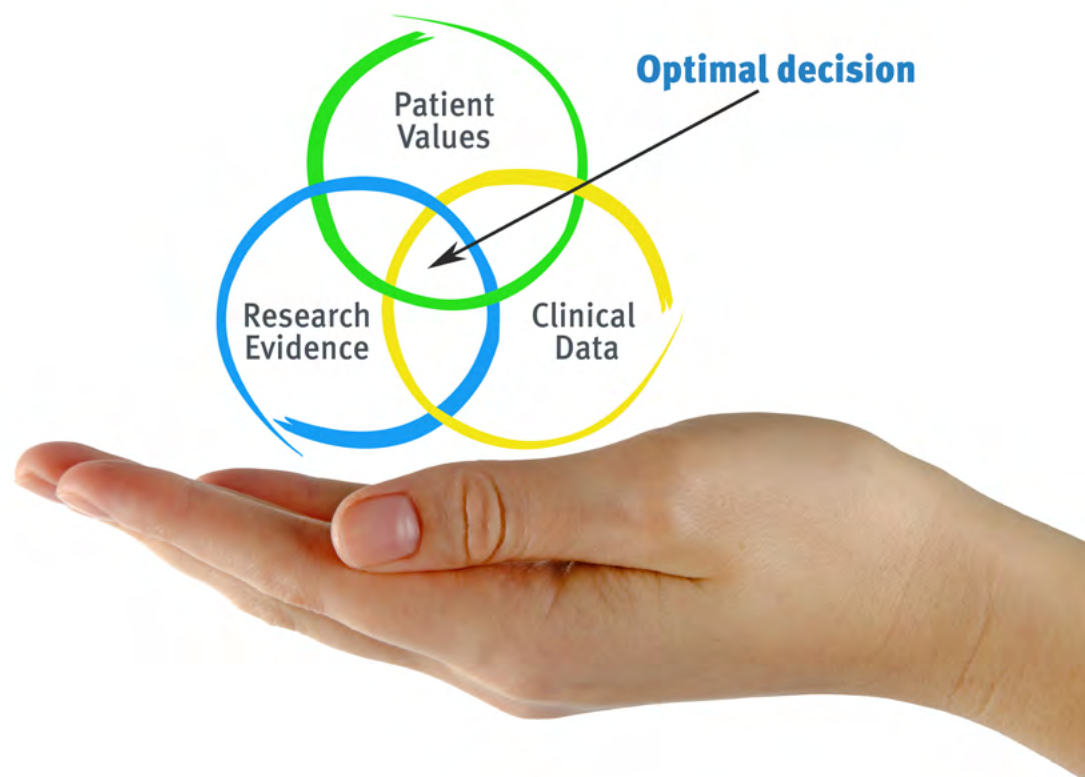 Optimal decision
Patient
Values
Research
Evidence
Clinical
Data